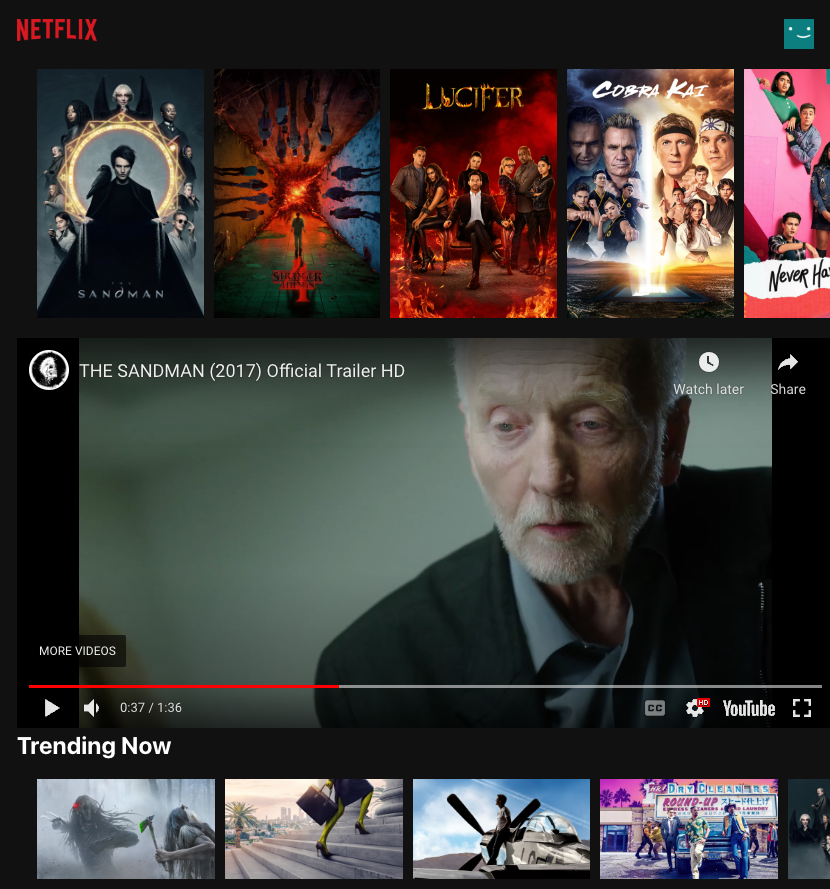 NETFLIX
THE
SANDMAN
STRANGER
THINGS
4
LUCIFER
COBRA KAI
Never Ha
THE SANDMAN (2017) Official Trailer HD
Watch later
Share
MORE VIDEOS
0:37 / 1:36
CC
HD
YouTube
Trending Now
DRY CLEANERS
ROUND-UP